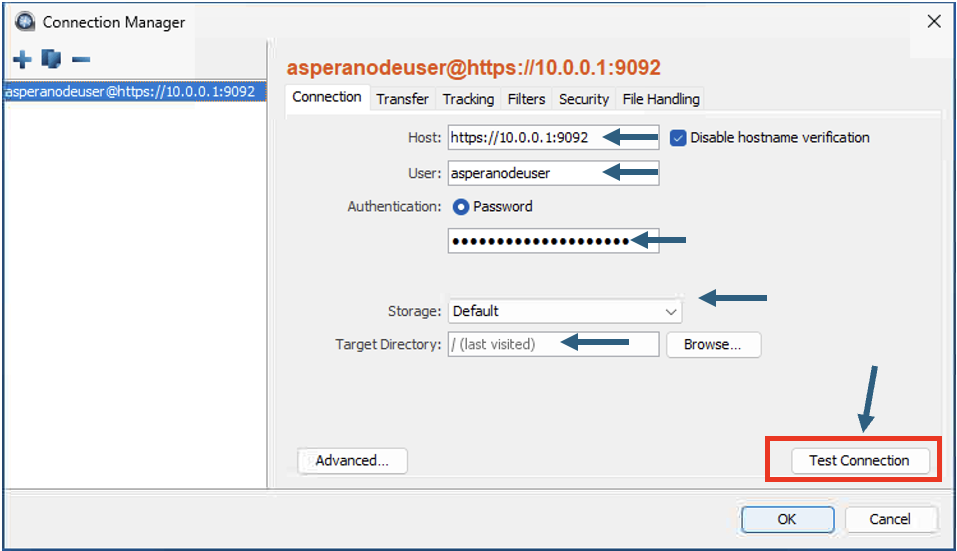 Connection Manager
asperanodeuser@https://10.0.0.1:9092
asperanodeuser@https://10.0.0.1:9092
Connection Transfer Tracking Filters Security File Handling
Host: https://10.0.0.1:9092 Disable hostname verification
User: asperanodeuser
Authentication: Password
●●●●●●●●●●●●●●●●●●●●
Storage: Default
Target Directory: / (last visited) Browse...
Advanced... Test Connection
OK Cancel